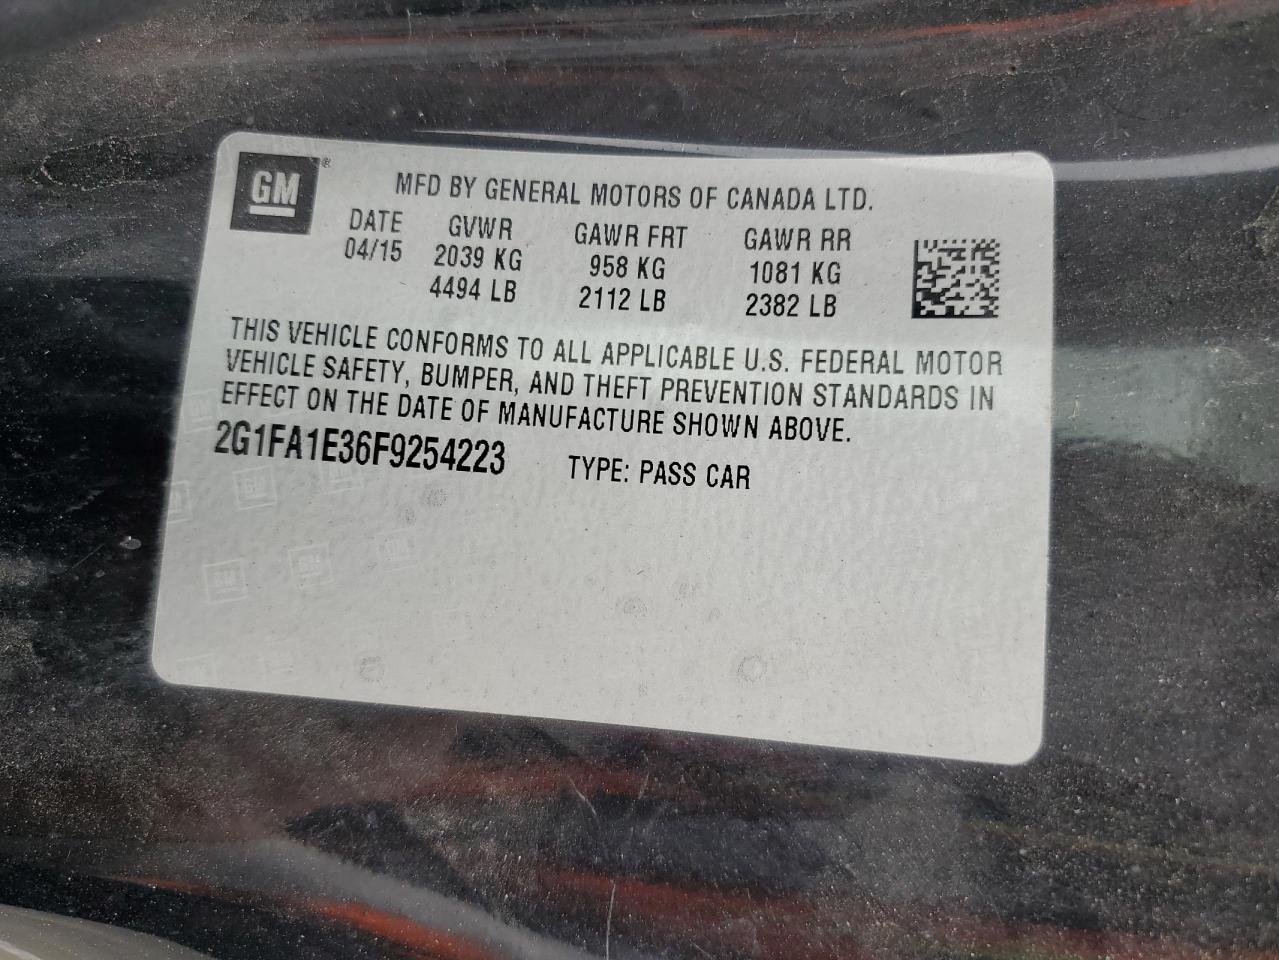 GM®
MFD BY GENERAL MOTORS OF CANADA LTD.
DATE GVWR GAWR FRT GAWR RR
04/15 2039 KG 958 KG 1081 KG
4494 LB 2112 LB 2382 LB
THIS VEHICLE CONFORMS TO ALL APPLICABLE U.S. FEDERAL MOTOR
VEHICLE SAFETY, BUMPER, AND THEFT PREVENTION STANDARDS IN
EFFECT ON THE DATE OF MANUFACTURE SHOWN ABOVE.
2G1FA1E36F9254223 TYPE: PASS CAR